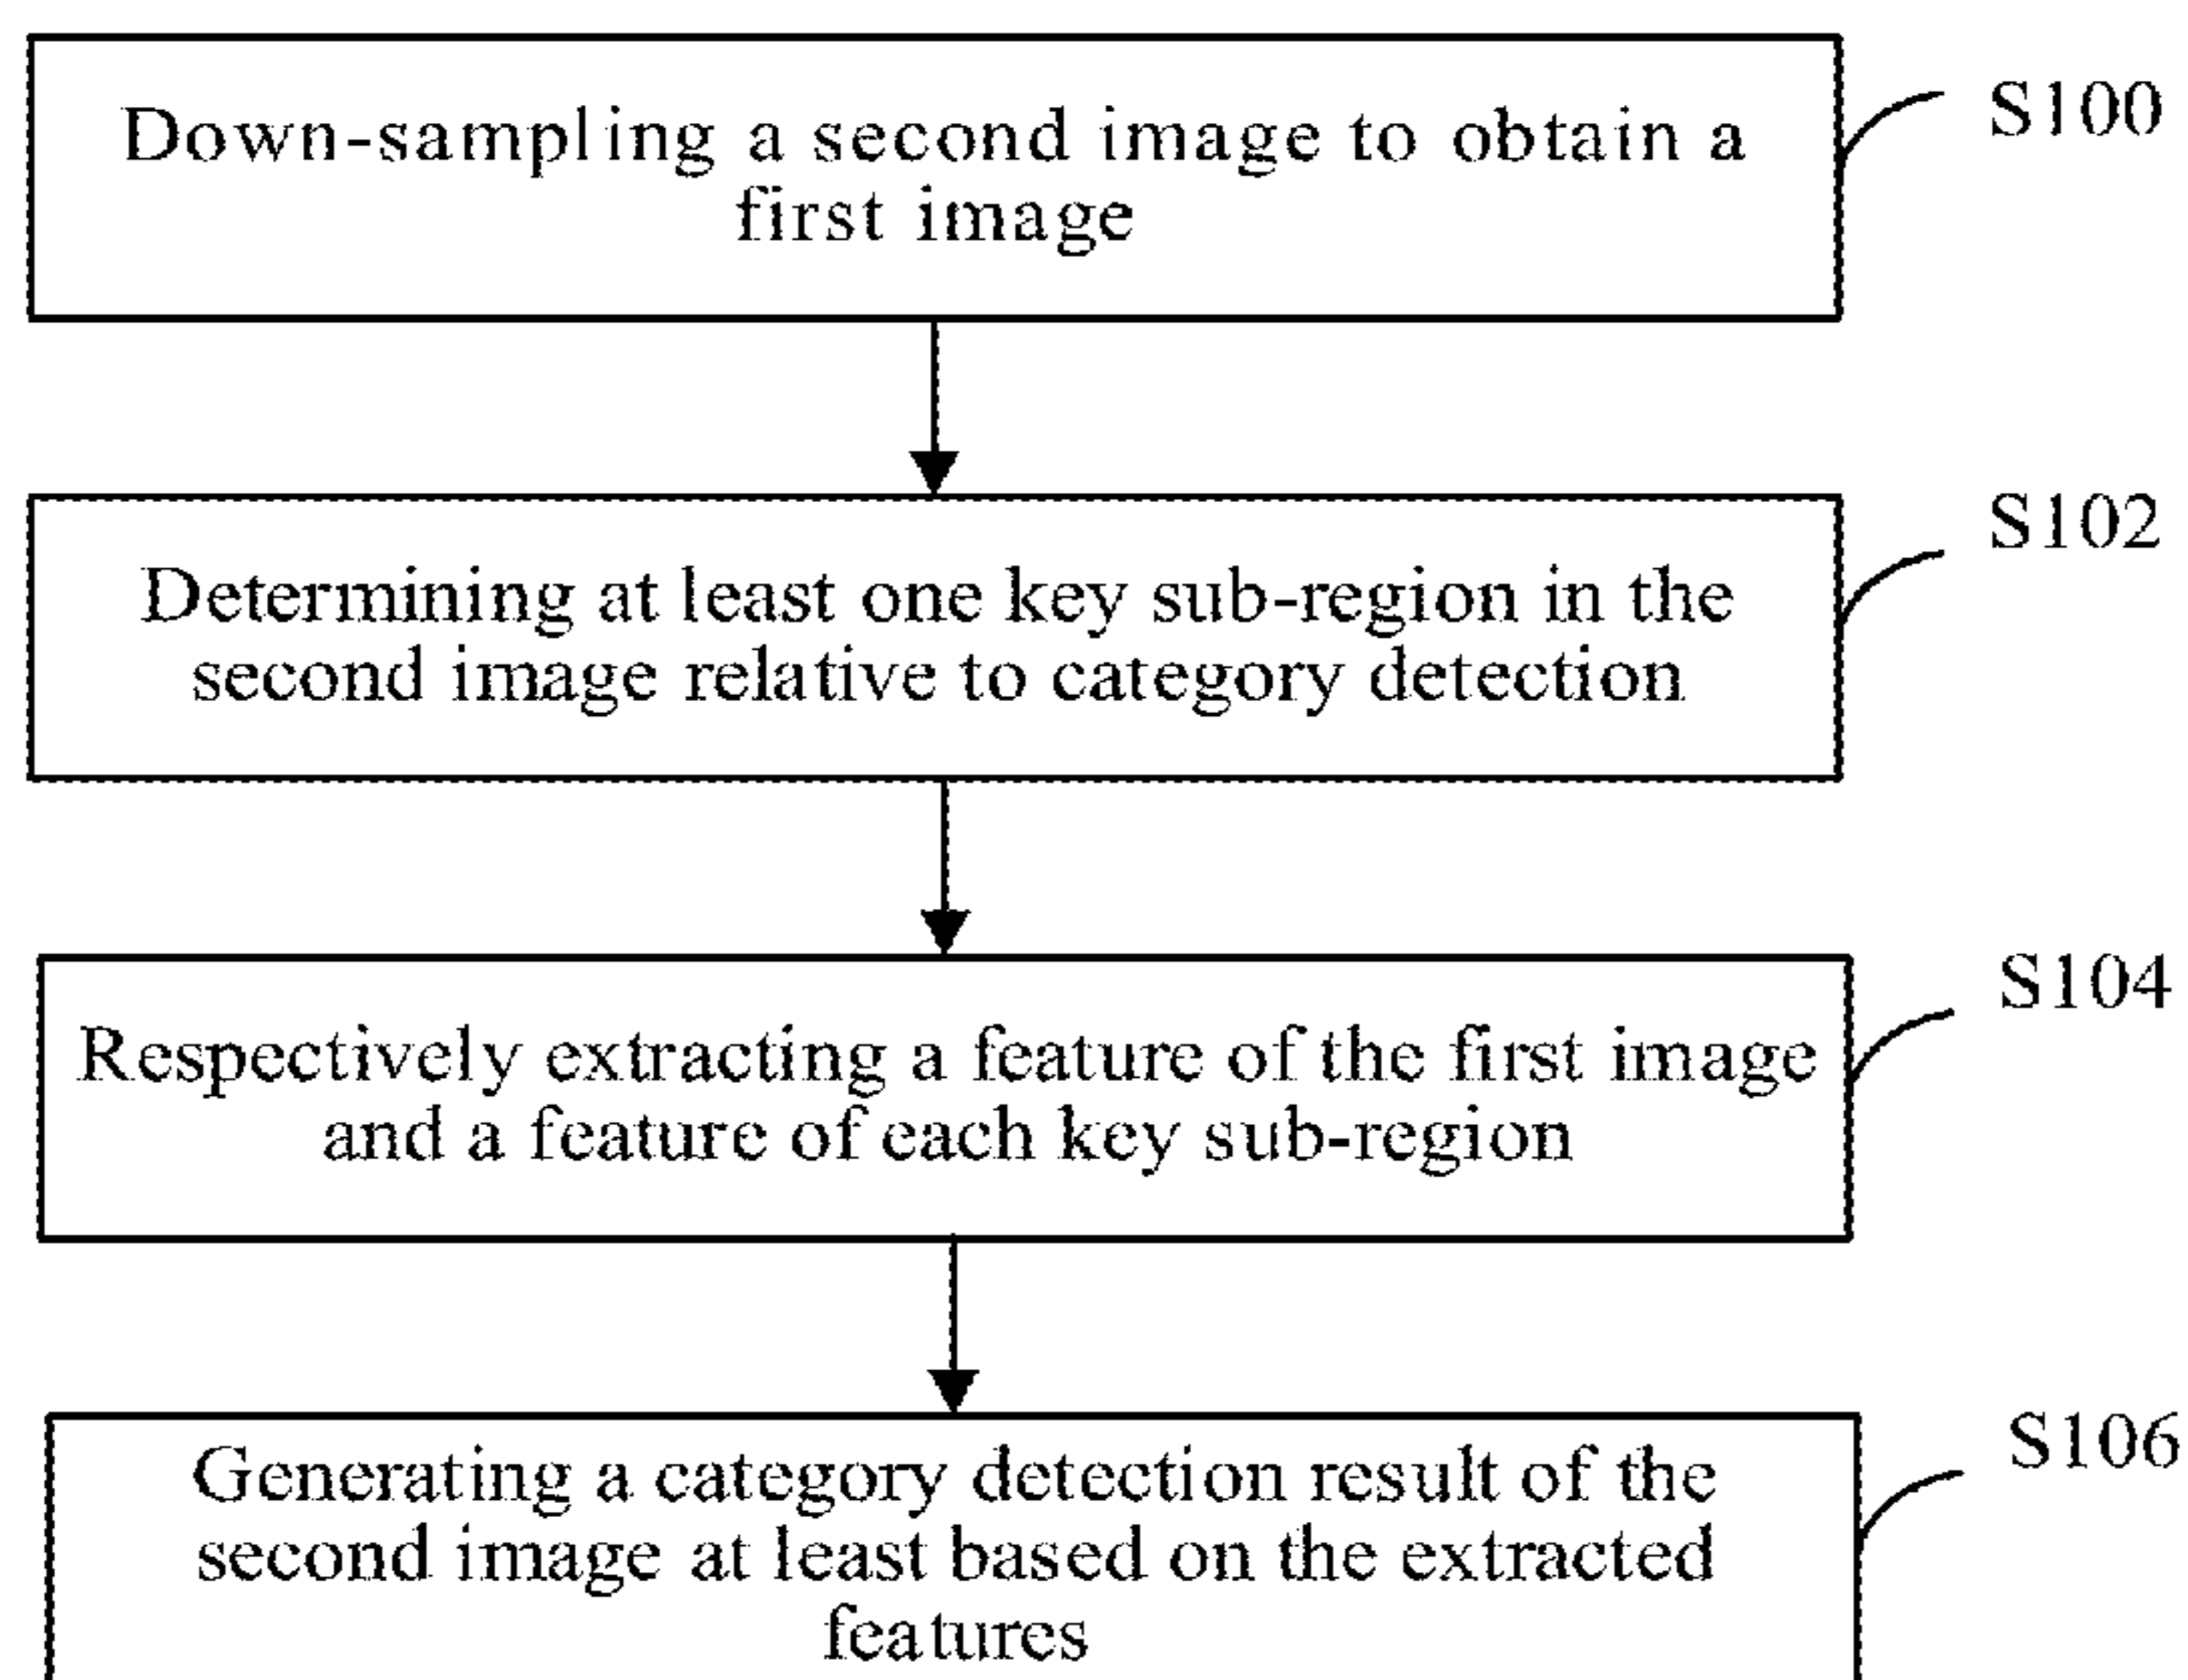 Down-sampling a second image to obtain a
first image
S100
Determining at least one key sub-region in the
second image relative to category detection
S102
Respectively extracting a feature of the first image
and a feature of each key sub-region
S104
Generating a category detection result of the
second image at least based on the extracted
features
S106